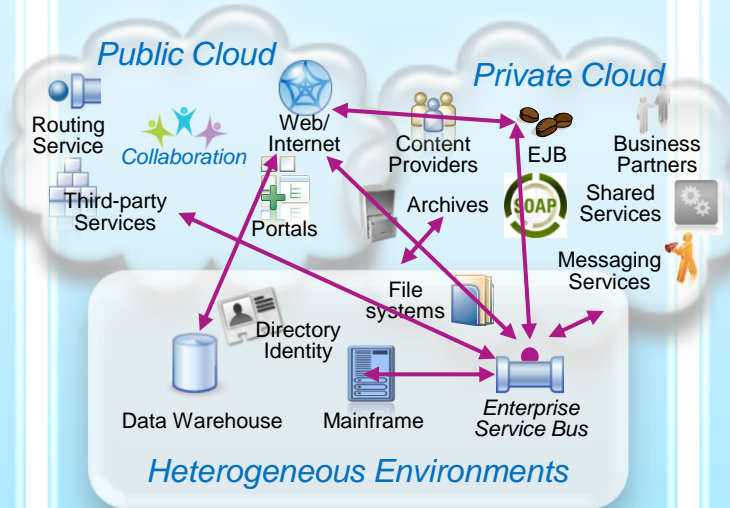 Public Cloud
Private Cloud
Routing
Service
Collaboration
Web/
Internet
Content
Providers
EJB
Business
Partners
Third-party
Services
Portals
Archives
SOAP
Shared
Services
Messaging
Services
File
systems
Directory
Identity
Data Warehouse
Mainframe
Enterprise
Service Bus
Heterogeneous Environments